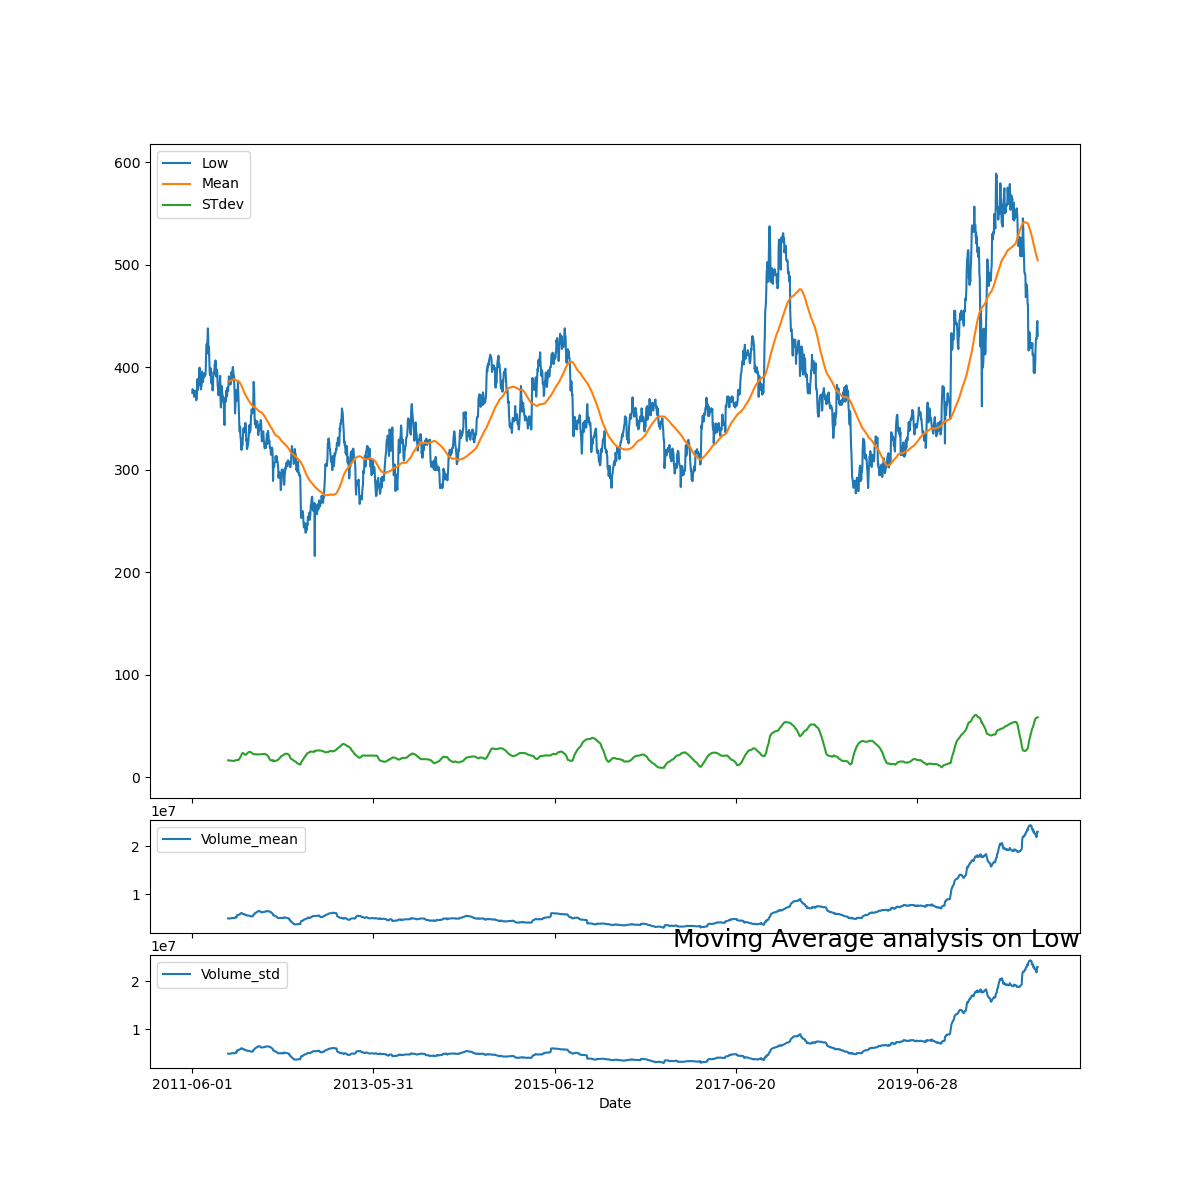 600
Low
Mean
STdev
500
400
300
200
100
0
1e7
Volume_mean
2
1
1e7
Moving Average analysis on Low
Volume_std
2
1
2011-06-01 2013-05-31 2015-06-12 2017-06-20 2019-06-28
Date